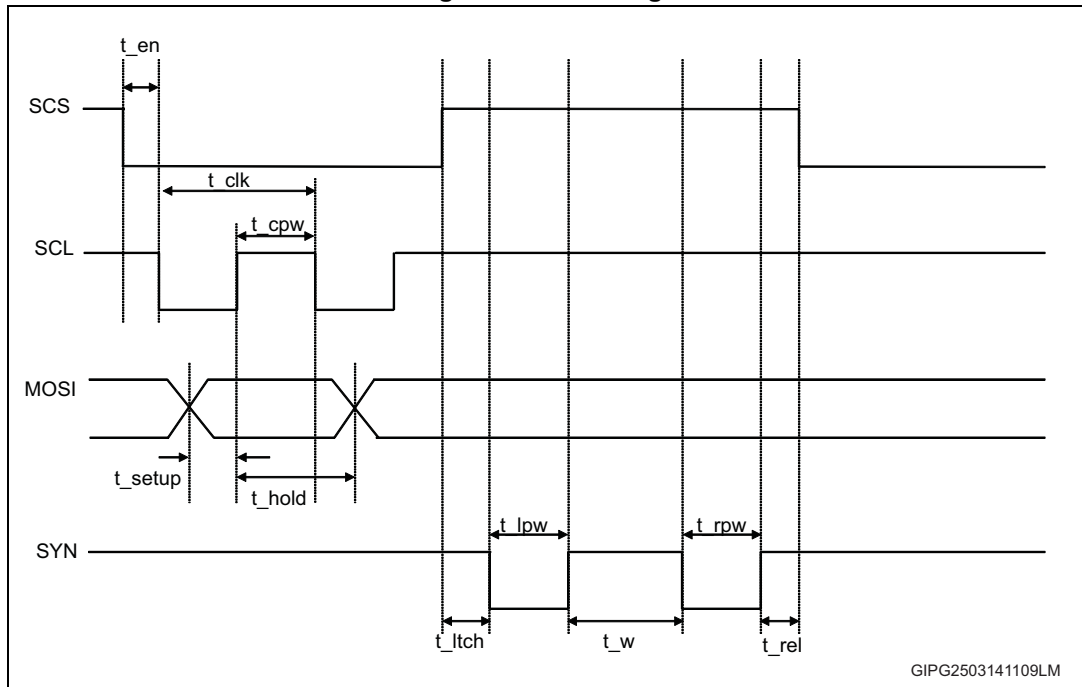 t_en
SCS
t_clk
t_cpw
SCL
MOSI
t_setup
t_hold
t_lpw
t_rpw
SYN
t_ltch
t_w
t_rel
GIPG2503141109LM